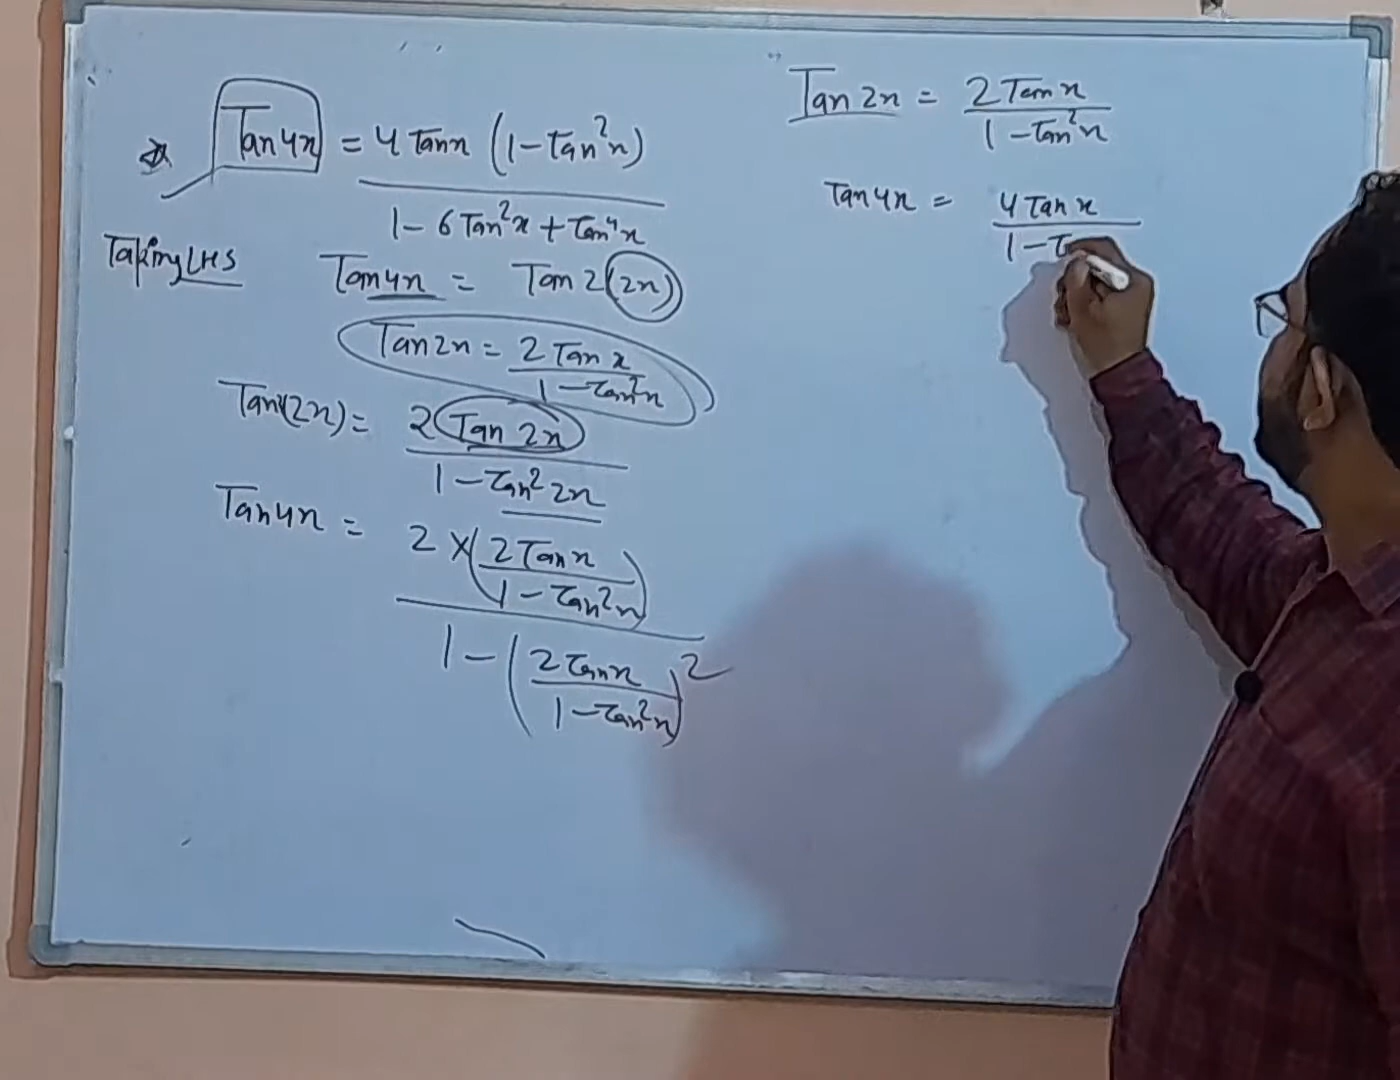 Tan4x = 4 Tanx (1-Tan²x)
1 - 6 Tan²x + Tan⁴x
Taking LHS
Tan4x = Tan 2(2x)
Tan2x = 2 Tan x
1 - Tan²x
Tan(2x) = 2 Tan 2x
1 - Tan² 2x
Tan4x = 2 × (2 Tan x
1 - Tan²x)
1 - (2 Tanx
1 - Tan²x)²
Tan 2x = 2 Tan x
1 - Tan²x
Tan4x = 4 Tan x
1 - T